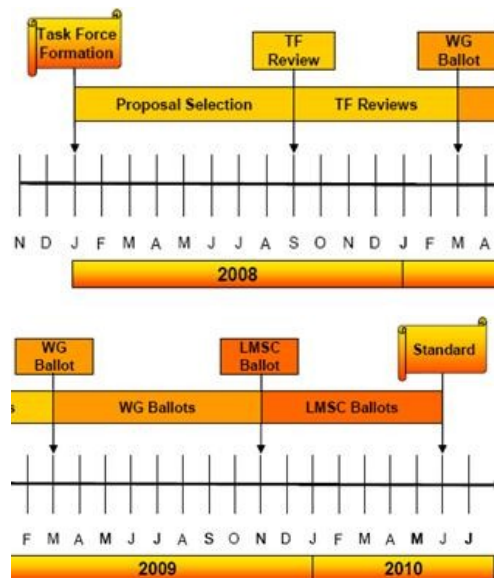 Task Force
Formation
TF
Review
WG
Ballot
Proposal Selection
TF Reviews
N D J F M A M J J A S O N D J F M A
2008
WG
Ballot
LMSC
Ballot
Standard
s
WG Ballots
LMSC Ballots
F M A M J J A S O N D J F M A M J J
2009
2010